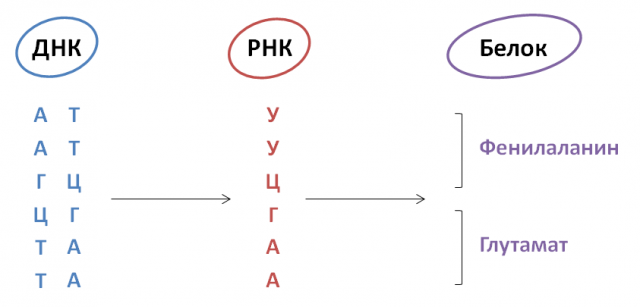 ДНК РНК Белок
А Т У
А Т У
Фенилаланин
Г Ц Ц
Ц Г Г
Глутамат
Т А А
Т А А